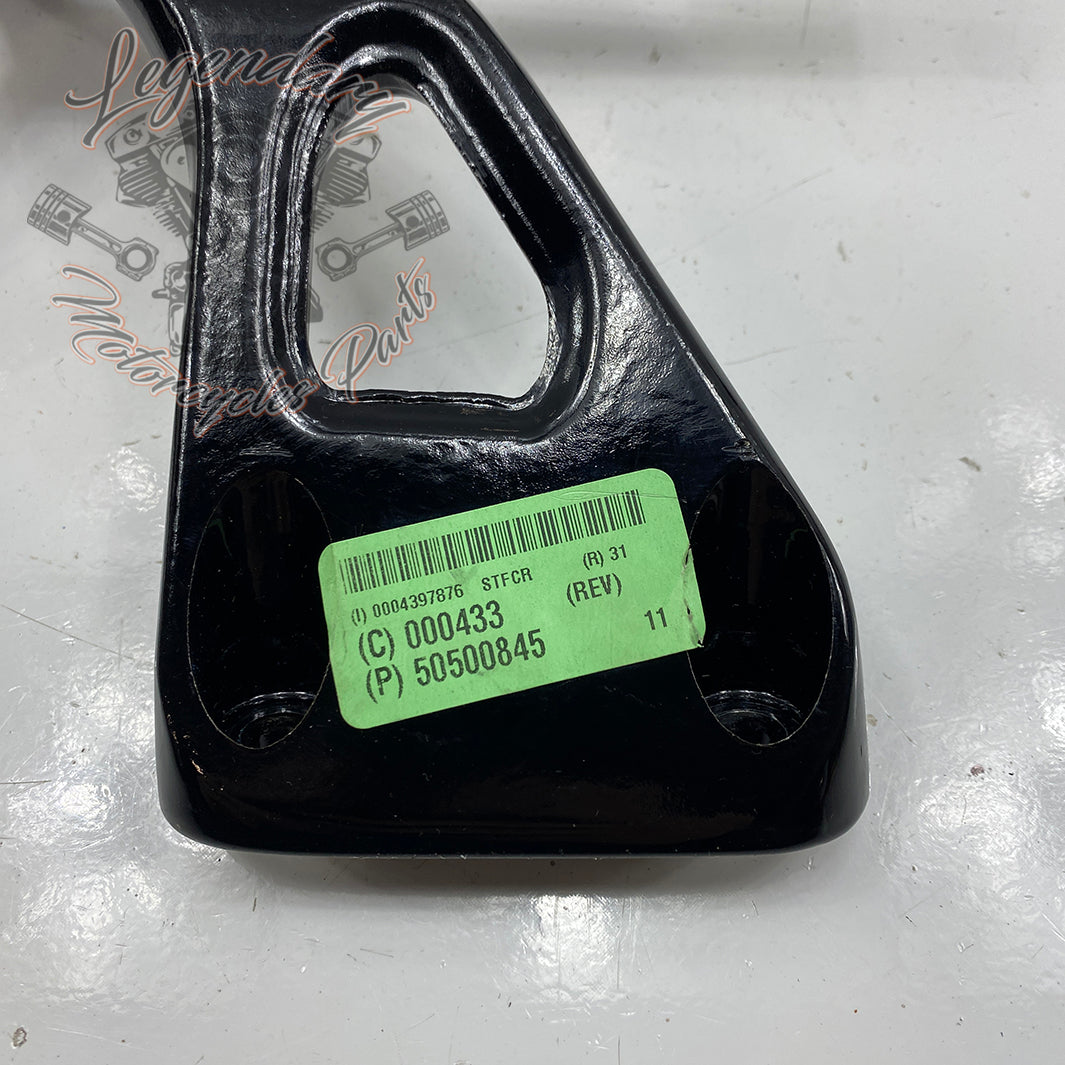 Legendary
Motorcycles Parts
(I) 0004397876 STFCR (R) 31
(C) 000433 (REV)
(P) 50500845 11